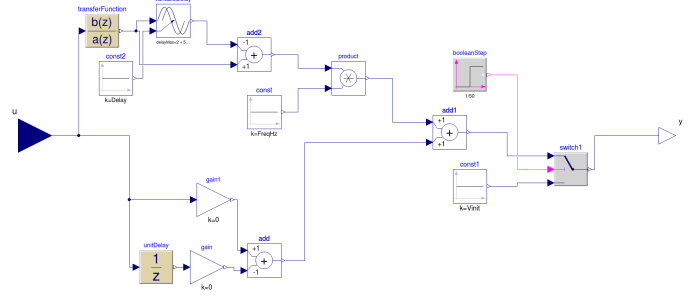 transferFunction
b(z)
a(z)
const2
k=Delay
add2
-1
+
+1
const
k=FreqHz
product
booleanStep
add1
+1
+
+1
const1
k=Vinit
switch1
u
y
gain1
k=0
unitDelay
1
z
gain
k=0
add
+1
+
-1